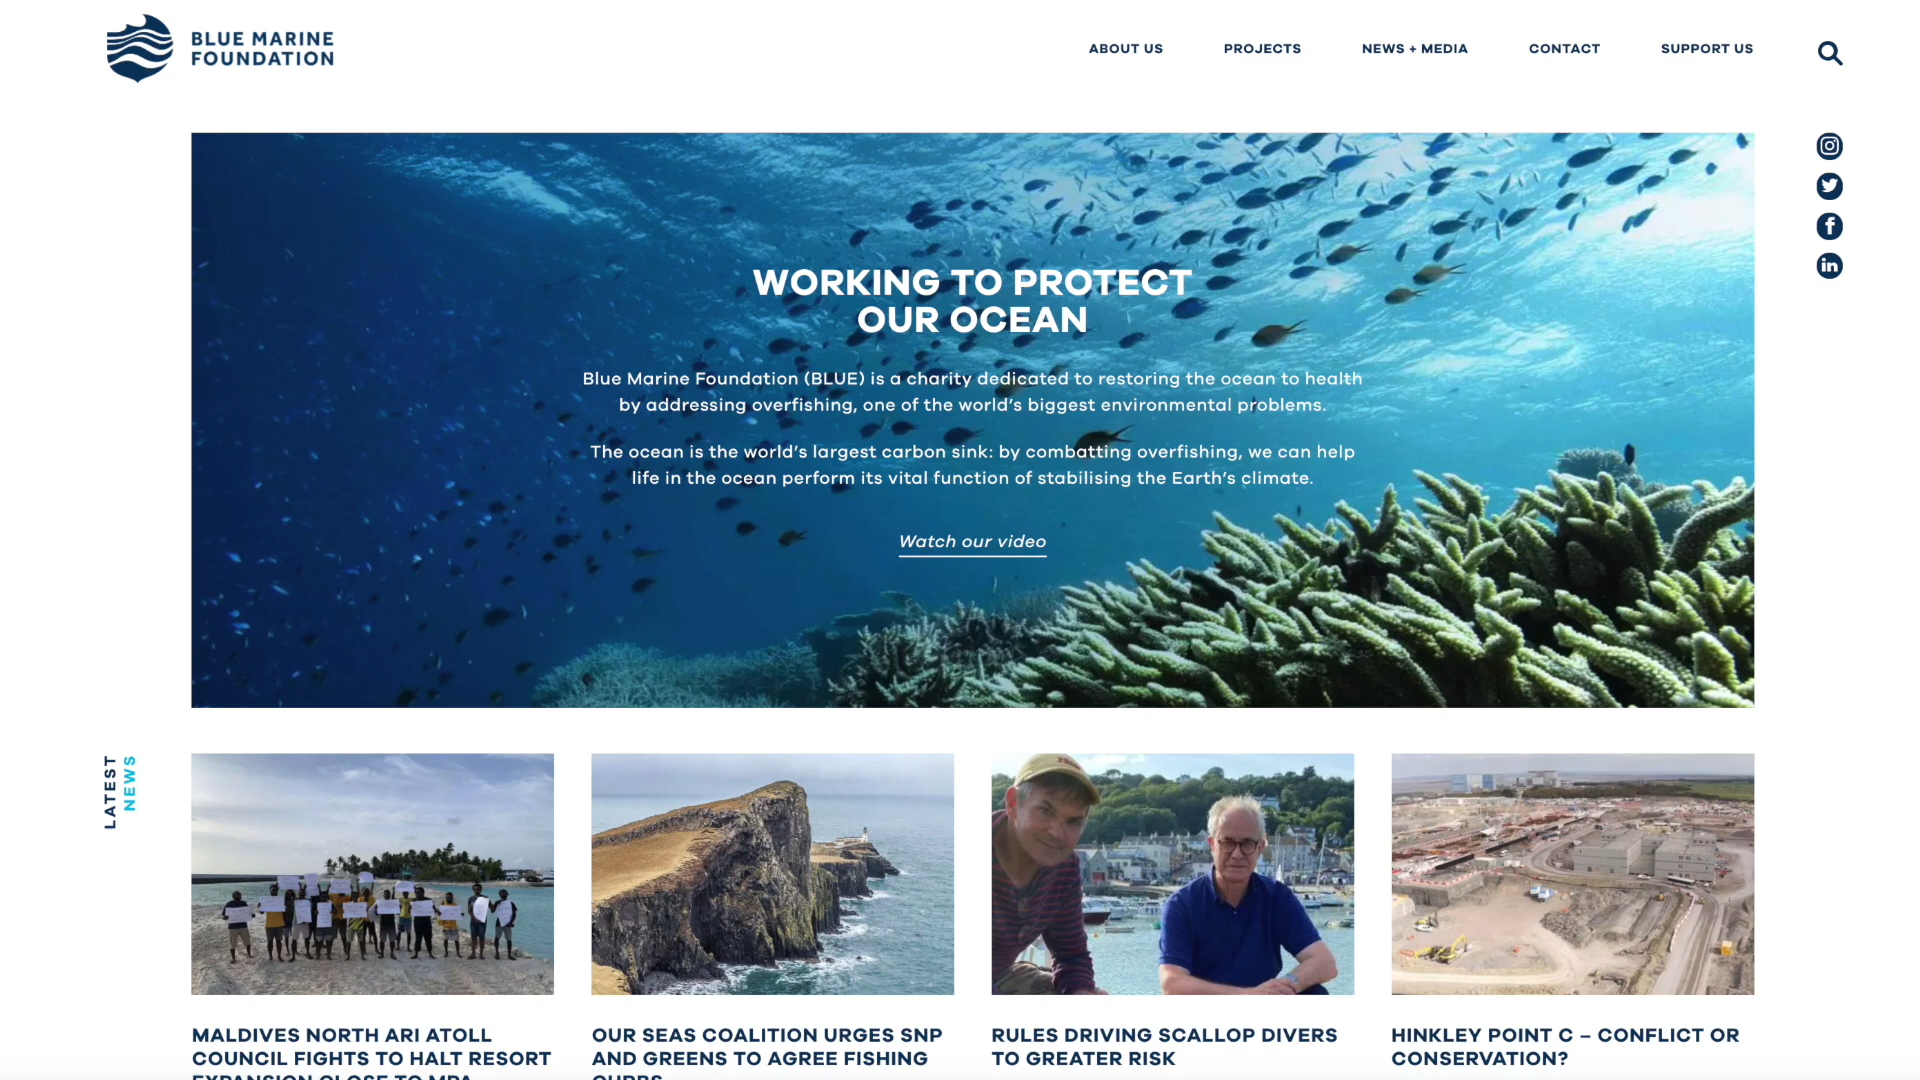 BLUE MARINE
FOUNDATION
ABOUT US
PROJECTS
NEWS + MEDIA
CONTACT
SUPPORT US
WORKING TO PROTECT
OUR OCEAN
Blue Marine Foundation (BLUE) is a charity dedicated to restoring the ocean to health
by addressing overfishing, one of the world's biggest environmental problems.
The ocean is the world's largest carbon sink: by combatting overfishing, we can help
life in the ocean perform its vital function of stabilising the Earth's climate.
Watch our video
LATEST
NEWS
MALDIVES NORTH ARI ATOLL
COUNCIL FIGHTS TO HALT RESORT
EXPANSION CLOSE TO MPA
OUR SEAS COALITION URGES SNP
AND GREENS TO AGREE FISHING
CURBS
RULES DRIVING SCALLOP DIVERS
TO GREATER RISK
HINKLEY POINT C – CONFLICT OR
CONSERVATION?